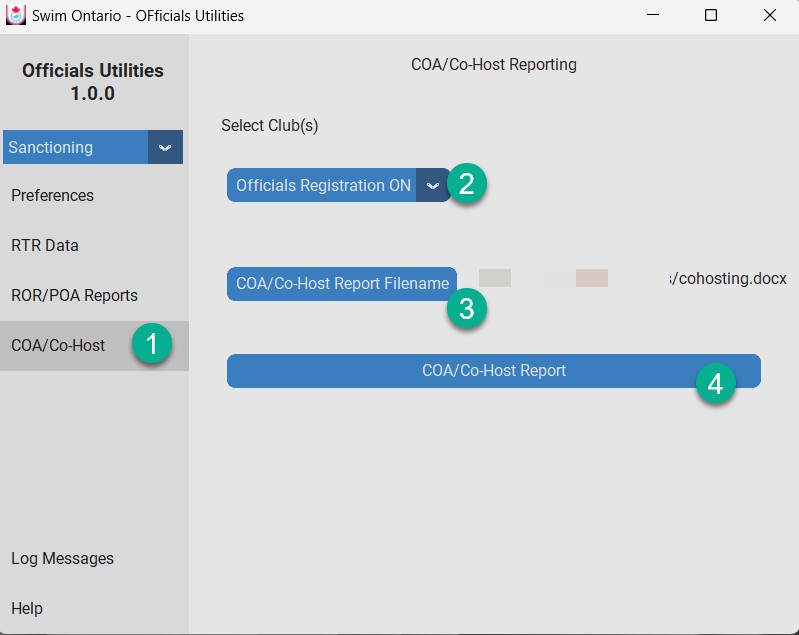 Swim Ontario - OFficials Utilities
Officials Utilities
1.0.0
Sanctioning
Preferences
RTR Data
ROR/POA Reports
COA/Co-Host
1
Log Messages
Help
COA/Co-Host Reporting
Select Club(s)
Officials Registration ON
2
COA/Co-Host Report Filename
/cohosting.docx
3
COA/Co-Host Report
4